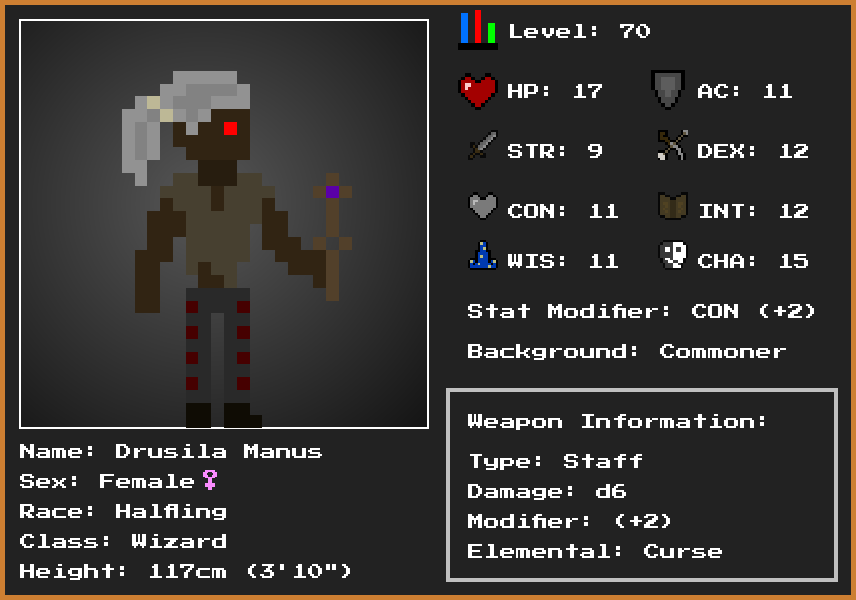 Level: 70
HP: 17 AC: 11
STR: 9 DEX: 12
CON: 11 INT: 12
WIS: 11 CHA: 15
Stat Modifier: CON (+2)
Background: Commoner
Weapon Information:
Type: Staff
Damage: d6
Modifier: (+2)
Elemental: Curse
Name: Drusila Manus
Sex: Female♀
Race: Halfling
Class: Wizard
Height: 117cm (3'10")